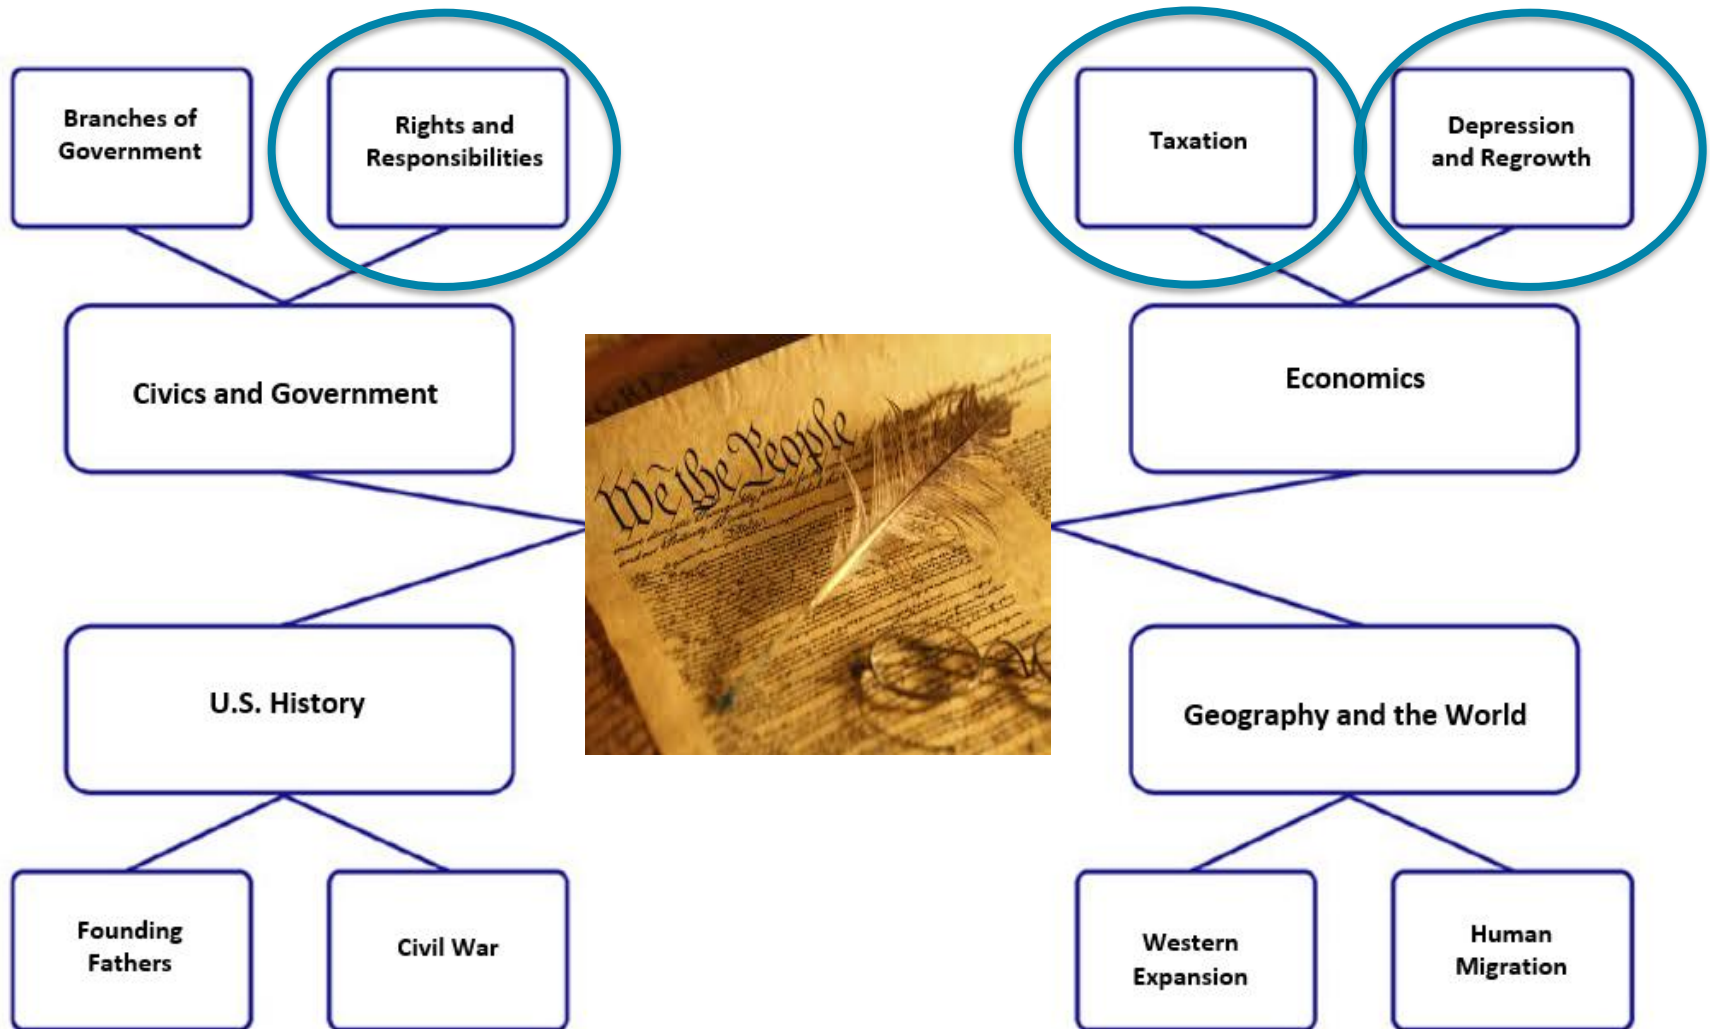 Branches of
Government
Rights and
Responsibilities
Taxation
Depression
and Regrowth
Civics and Government
Economics
We the People
U.S. History
Geography and the World
Founding
Fathers
Civil War
Western
Expansion
Human
Migration